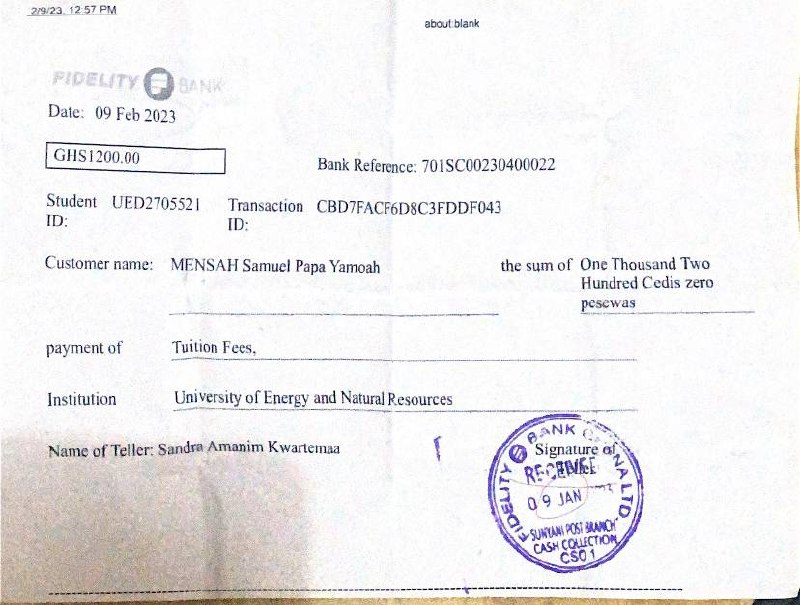 2/9/23, 12:57 PM
about:blank
FIDELITY BANK
Date: 09 Feb 2023
GHS1200.00
Bank Reference: 701SC00230400022
Student ID: UED2705521 Transaction ID: CBD7FACF6D8C3FDDF043
Customer name: MENSAH Samuel Papa Yamoah
the sum of One Thousand Two
Hundred Cedis zero
pesewas
payment of Tuition Fees,
Institution University of Energy and Natural Resources
Name of Teller: Sandra Amanim Kwartemaa
Signature of
FIDELITY BANK GHANA LTD.
09 JAN
SUNYANI POST BRANCH
CASH COLLECTION
CS01